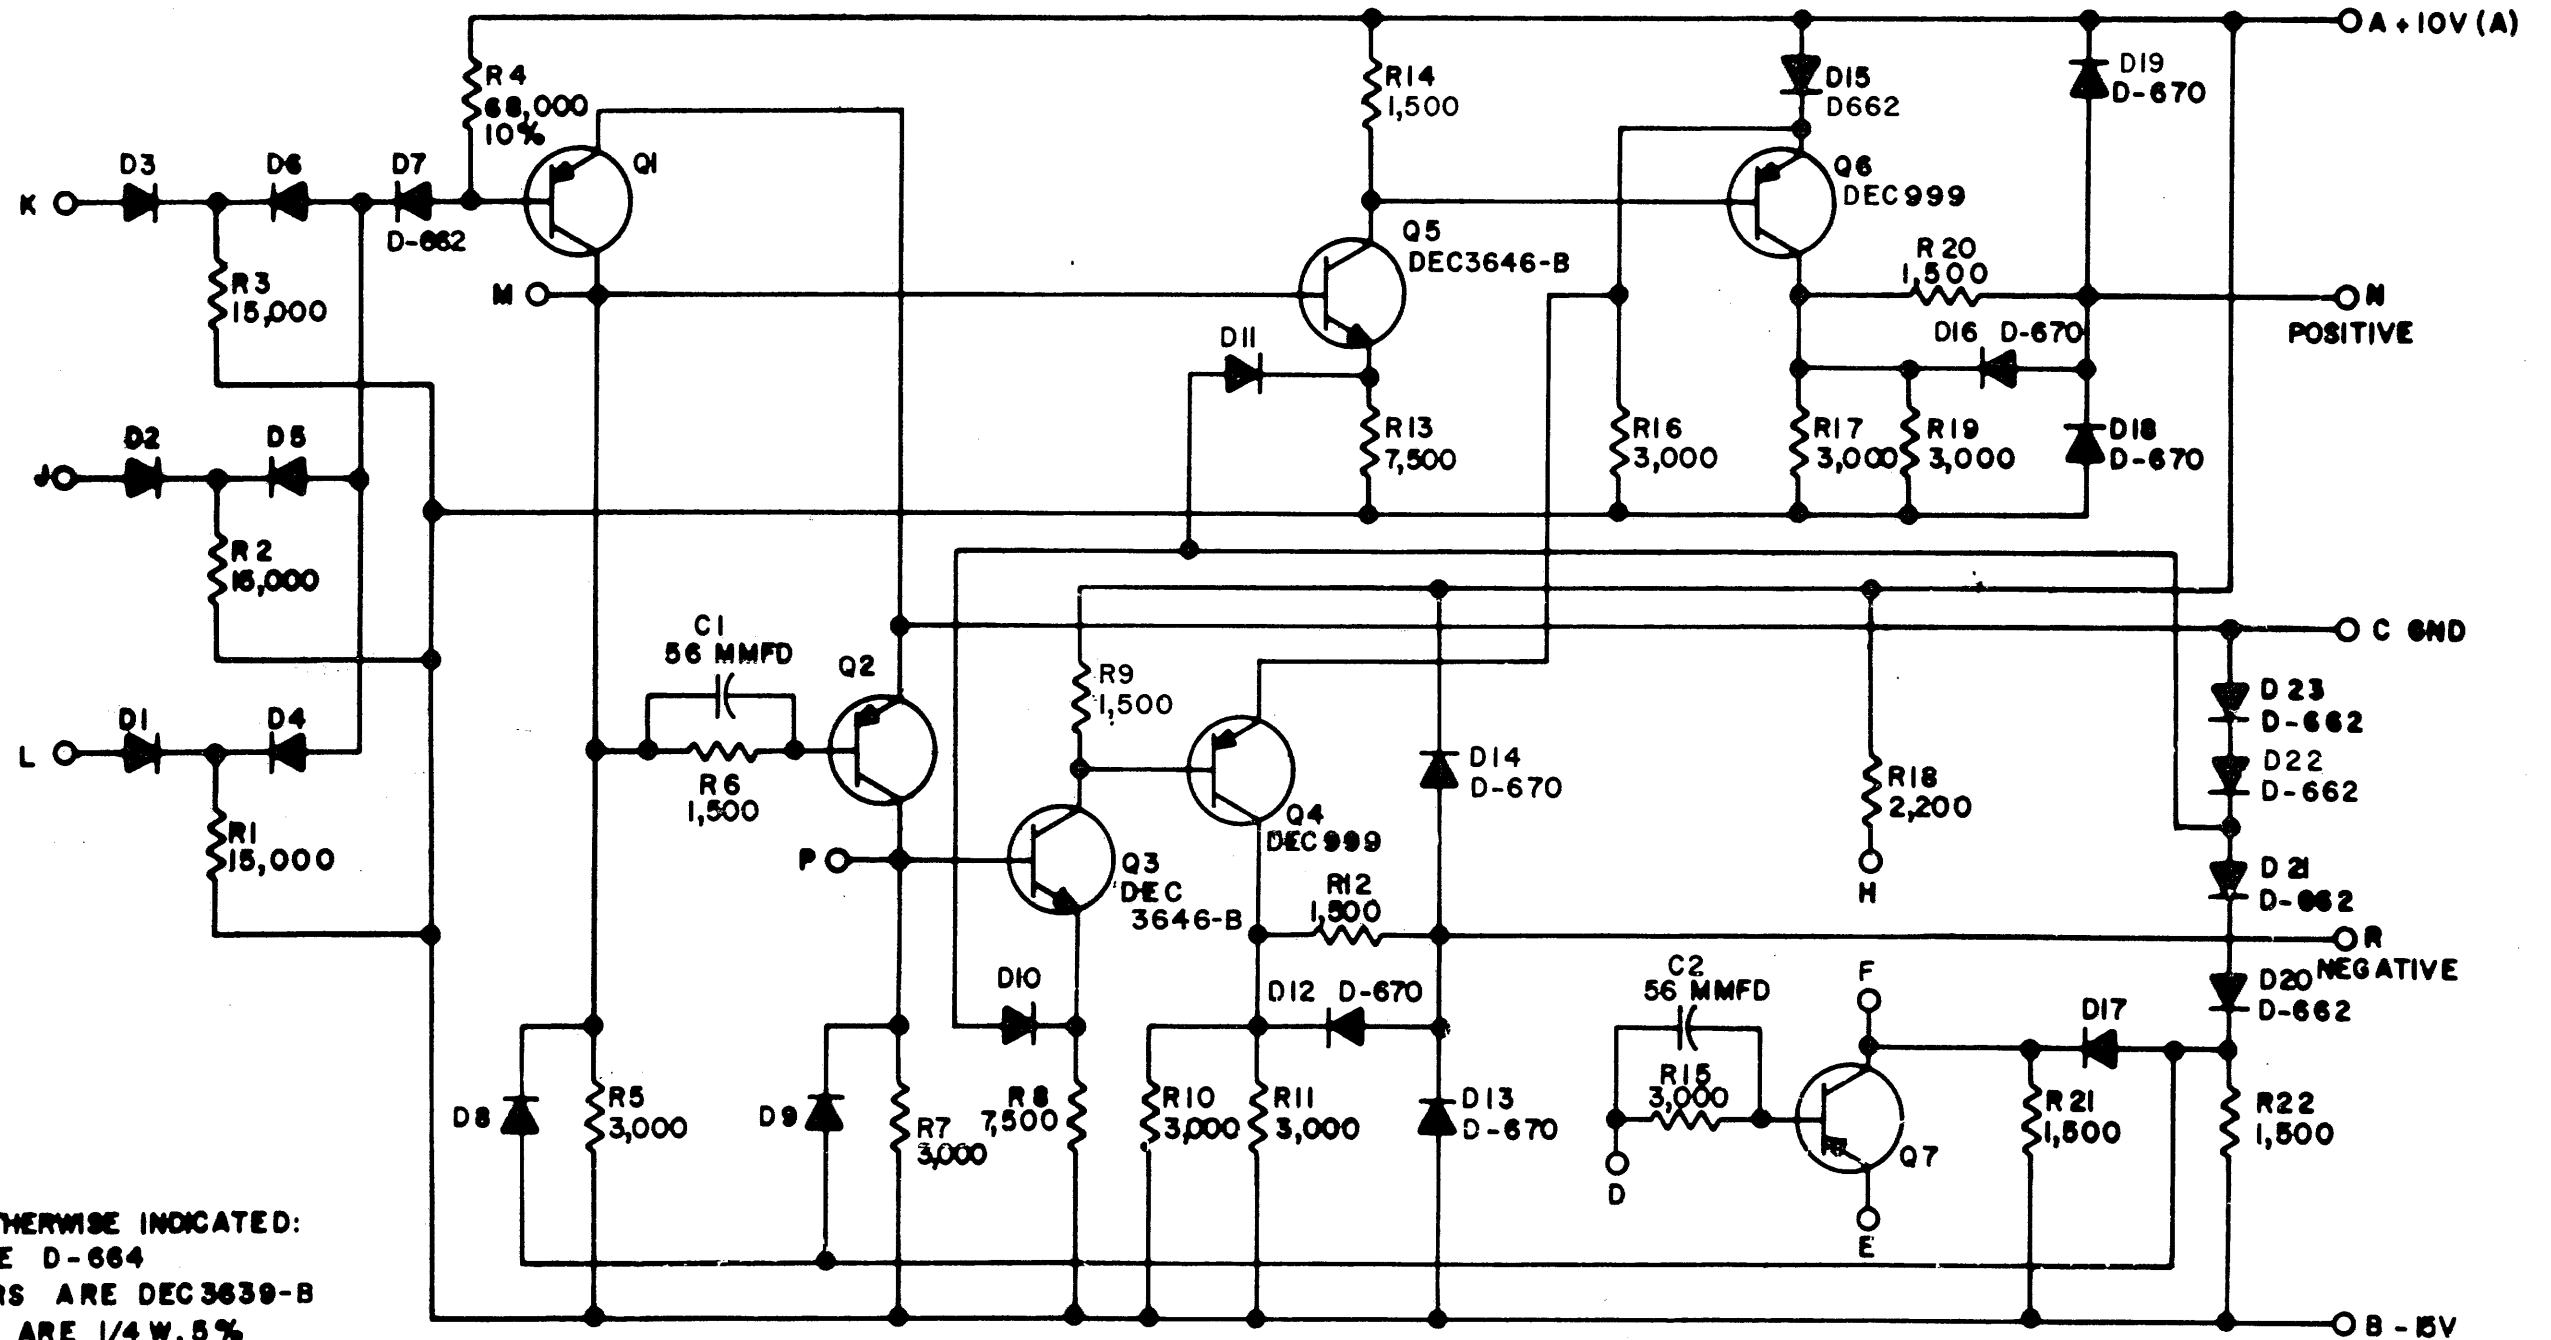 A +10V (A)
R4
68,000
10%
D3
D6
D7
D-662
K
Q1
R14
1,500
D15
D662
D19
D-670
Q6
DEC999
Q5
DEC3646-B
R3
15,000
M
R20
1,500
N
POSITIVE
D11
D16 D-670
R13
7,500
R16
3,000
R17
3,000
R19
3,000
D18
D-670
D2
D5
J
R2
15,000
C1
56 MMFD
Q2
C GND
D1
D4
L
R6
1,500
R9
1,500
D14
D-670
R18
2,200
H
D23
D-662
D22
D-662
R1
15,000
P
Q3
DEC
3646-B
Q4
DEC999
R12
1,500
D21
D-662
R
NEGATIVE
D10
D12 D-670
C2
56 MMFD
F
D20
D-662
D17
D8
R5
3,000
D9
R7
3,000
R8
7,500
R10
3,000
R11
3,000
D13
D-670
R15
3,000
D
Q7
E
R21
1,500
R22
1,500
THERWISE INDICATED:
E D-664
RS ARE DEC3639-B
ARE 1/4 W, 5%
B -15V